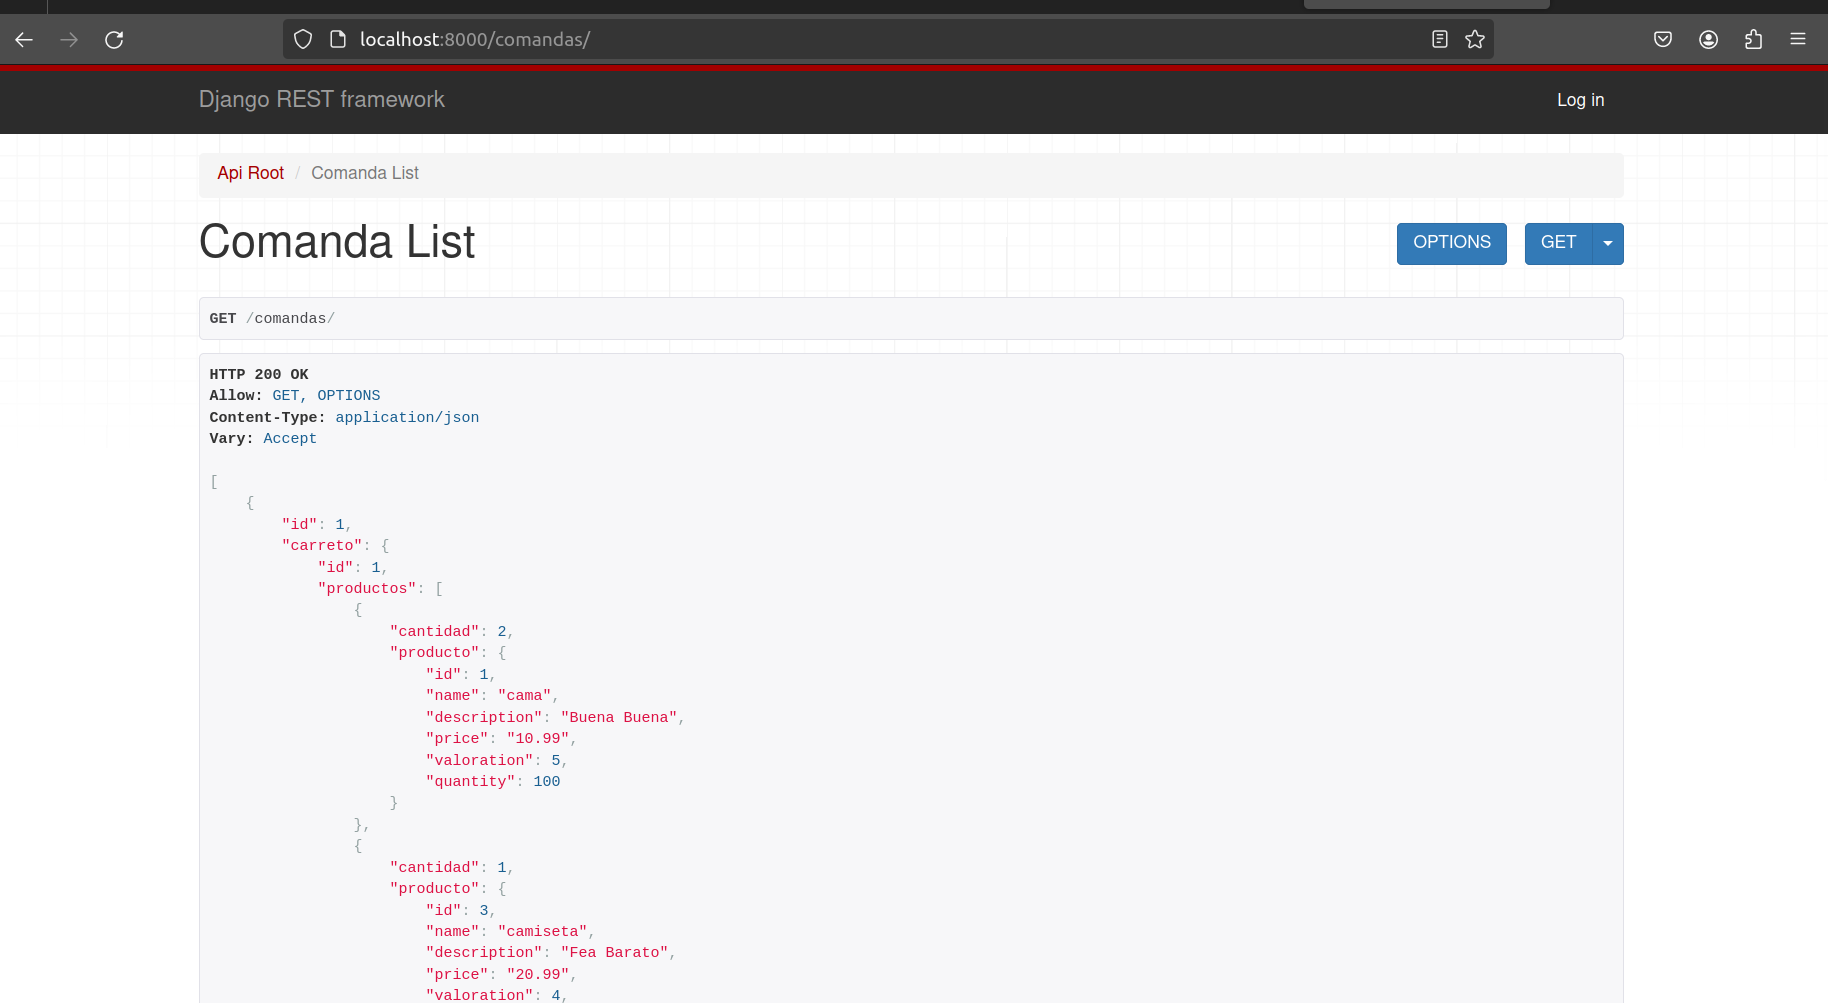 localhost:8000/comandas/
Django REST framework
Log in
Api Root / Comanda List
Comanda List
OPTIONS
GET
GET /comandas/
HTTP 200 OK
Allow: GET, OPTIONS
Content-Type: application/json
Vary: Accept
[
    {
        "id": 1,
        "carreto": {
            "id": 1,
            "productos": [
                {
                    "cantidad": 2,
                    "producto": {
                        "id": 1,
                        "name": "cama",
                        "description": "Buena Buena",
                        "price": "10.99",
                        "valoration": 5,
                        "quantity": 100
                    }
                },
                {
                    "cantidad": 1,
                    "producto": {
                        "id": 3,
                        "name": "camiseta",
                        "description": "Fea Barato",
                        "price": "20.99",
                        "valoration": 4,